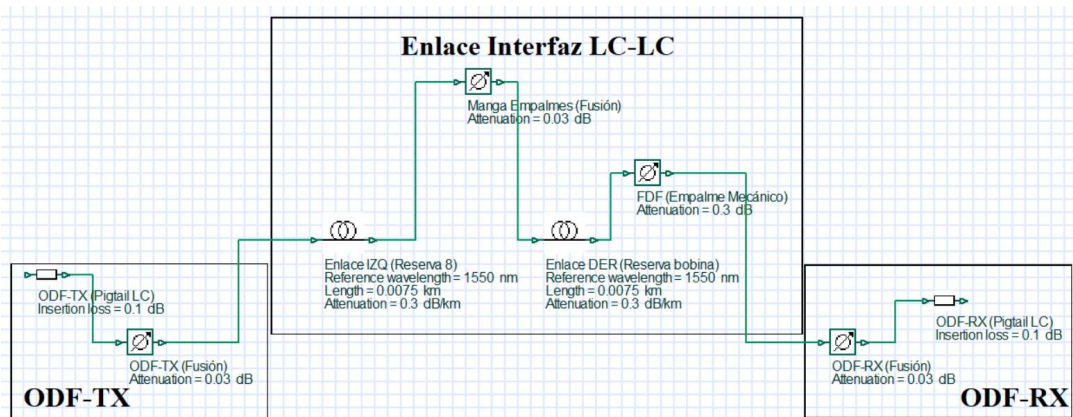 Enlace Interfaz LC-LC
Manga Empalmes (Fusión)
Attenuation = 0.03 dB
FDF (Empalme Mecánico)
Attenuation = 0.3 dB
Enlace IZQ (Reserva 8)
Reference wavelength = 1550 nm
Length = 0.0075 km
Attenuation = 0.3 dB/km
Enlace DER (Reserva bobina)
Reference wavelength = 1550 nm
Length = 0.0075 km
Attenuation = 0.3 dB/km
ODF-TX (Pigtail LC)
Insertion loss = 0.1 dB
ODF-TX (Fusión)
Attenuation = 0.03 dB
ODF-TX
ODF-RX (Pigtail LC)
Insertion loss = 0.1 dB
ODF-RX (Fusión)
Attenuation = 0.03 dB
ODF-RX